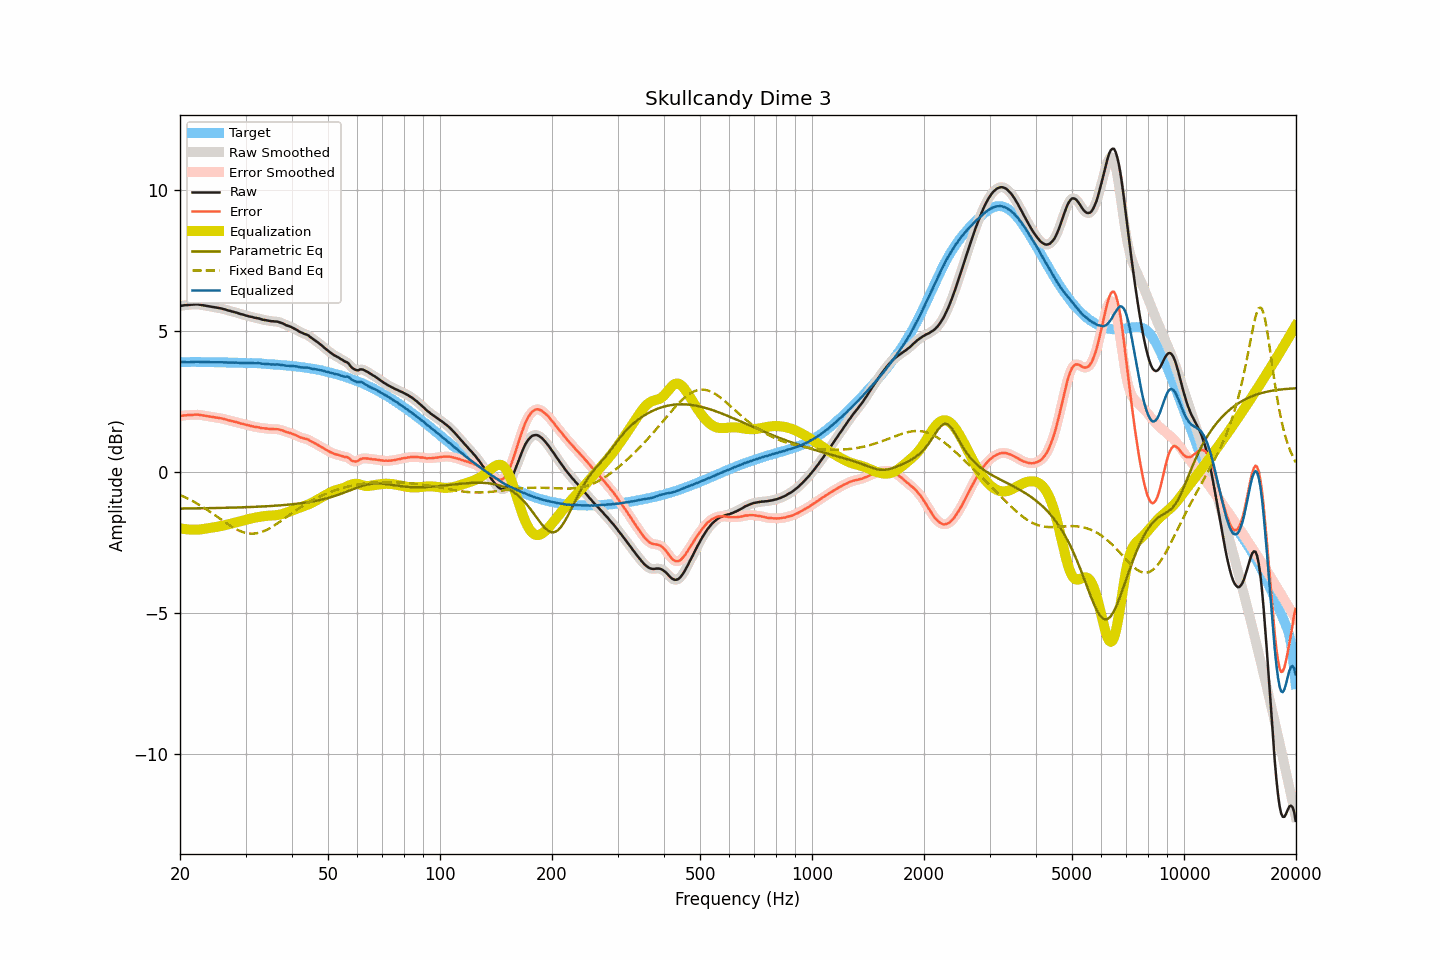 Skullcandy Dime 3
Target
Raw Smoothed
Error Smoothed
Raw
Error
Equalization
Parametric Eq
Fixed Band Eq
Equalized
10
5
0
−5
−10
Amplitude (dBr)
20
50
100
200
500
1000
2000
5000
10000
20000
Frequency (Hz)